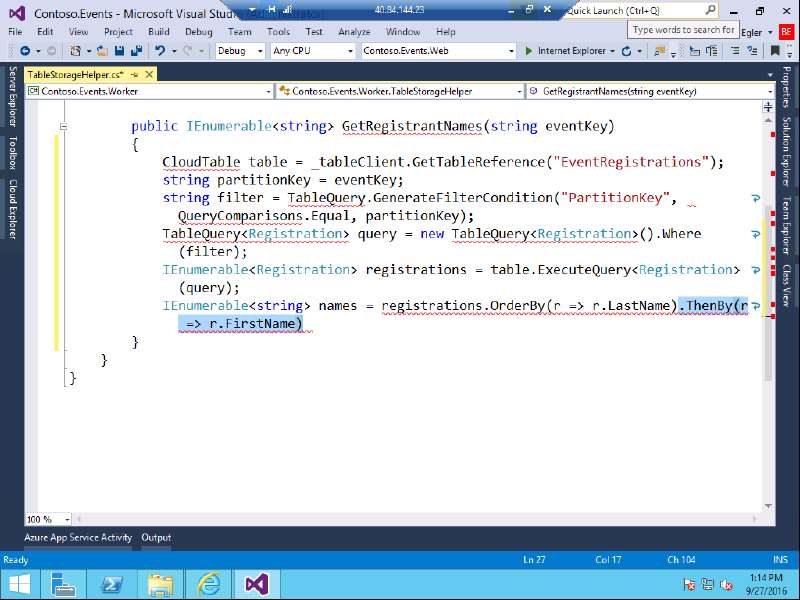 Contoso.Events - Microsoft Visual Stud
40.84.144.23
Quick Launch (Ctrl+Q)
File Edit View Project Build Debug Team Tools Test Analyze Window Help
Type words to search for
Egler
BE
Debug
Any CPU
Contoso.Events.Web
Internet Explorer
TableStorageHelper.cs*
Contoso.Events.Worker
Contoso.Events.Worker.TableStorageHelper
GetRegistrantNames(string eventKey)
Server Explorer
Toolbox
Cloud Explorer
public IEnumerable<string> GetRegistrantNames(string eventKey)
{
CloudTable table = _tableClient.GetTableReference("EventRegistrations");
string partitionKey = eventKey;
string filter = TableQuery.GenerateFilterCondition("PartitionKey",
QueryComparisons.Equal, partitionKey);
TableQuery<Registration> query = new TableQuery<Registration>().Where
(filter);
IEnumerable<Registration> registrations = table.ExecuteQuery<Registration>
(query);
IEnumerable<string> names = registrations.OrderBy(r => r.LastName).ThenBy(r
=> r.FirstName)
}
}
}
Properties
Solution Explorer
Team Explorer
Class View
100 %
Azure App Service Activity Output
Ready
Ln 27
Col 17
Ch 104
INS
1:14 PM
9/27/2016